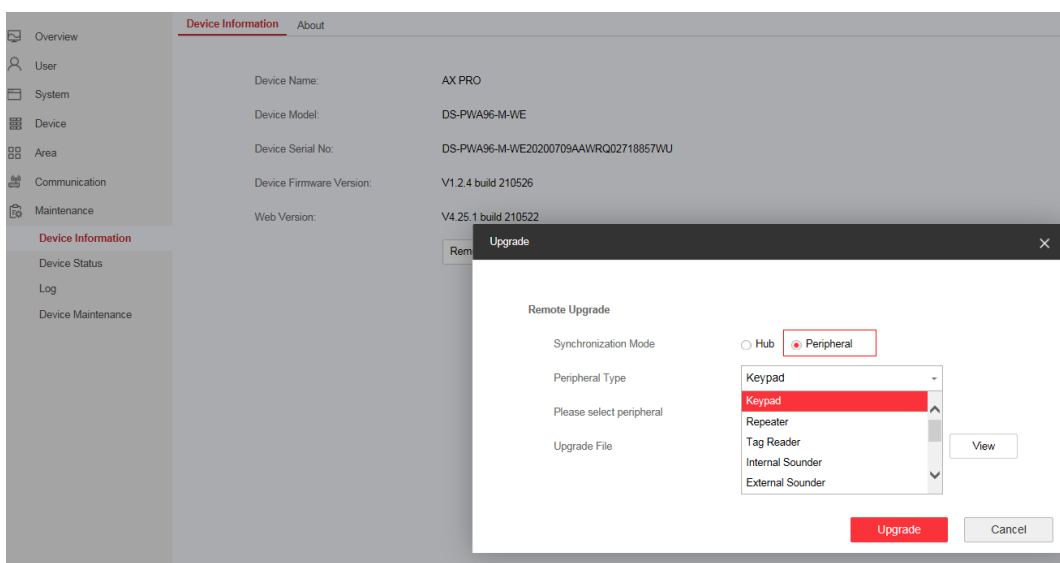 Device Information About
Overview
User
System
Device
Area
Communication
Maintenance
Device Information
Device Status
Log
Device Maintenance
Device Name: AX PRO
Device Model: DS-PWA96-M-WE
Device Serial No: DS-PWA96-M-WE20200709AAWRQ02718857WU
Device Firmware Version: V1.2.4 build 210526
Web Version: V4.25.1 build 210522
Rem
Upgrade
Remote Upgrade
Synchronization Mode Hub Peripheral
Peripheral Type Keypad
Keypad
Please select peripheral
Repeater
Tag Reader
Upgrade File View
Internal Sounder
External Sounder
Upgrade Cancel